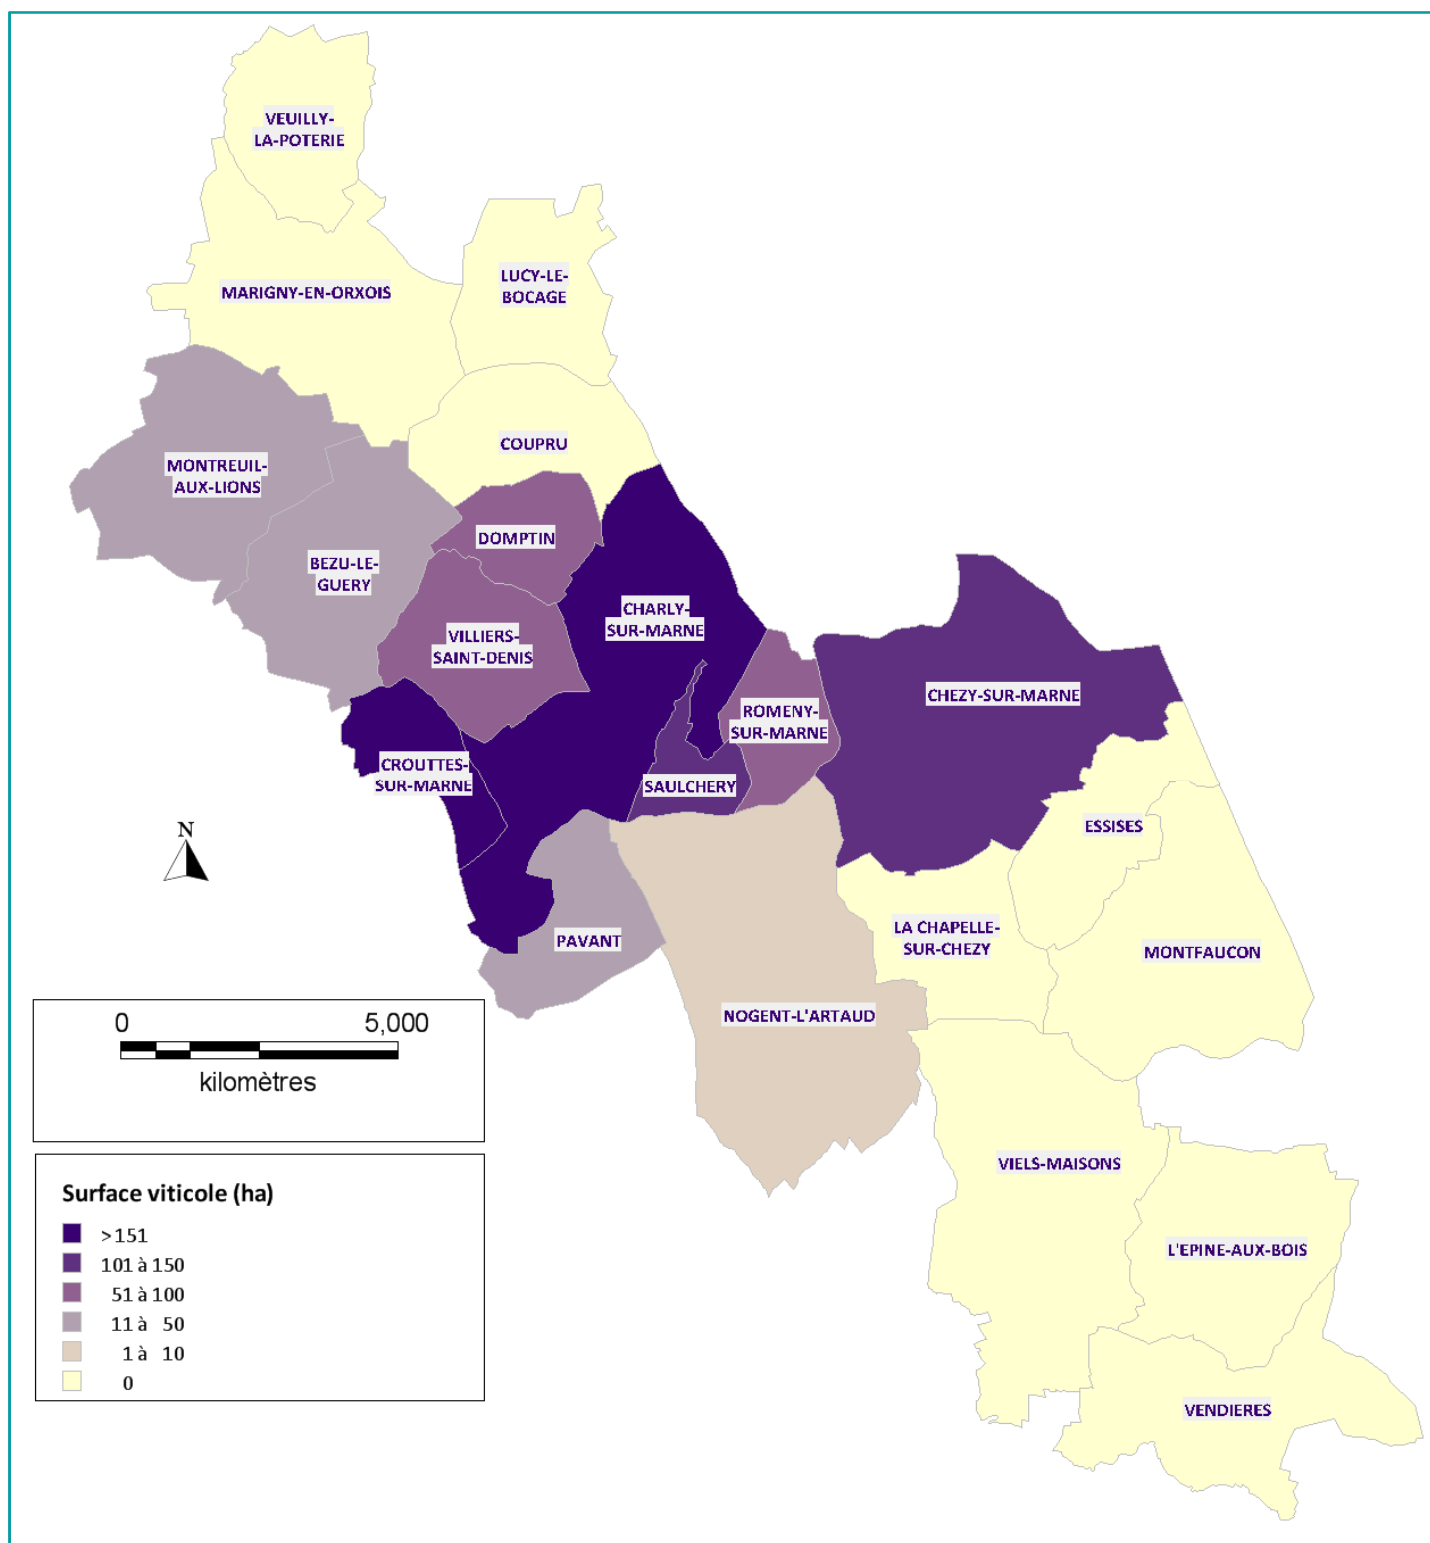 VEUILLY-
LA-POTERIE
LUCY-LE-
BOCAGE
MARIGNY-EN-ORXOIS
COUPRU
MONTREUIL-
AUX-LIONS
DOMPTIN
BEZU-LE-
GUERY
CHARLY-
SUR-MARNE
VILLIERS-
SAINT-DENIS
CHEZY-SUR-MARNE
ROMENY-
SUR-MARNE
CROUTTES-
SUR-MARNE
SAULCHERY
ESSISES
N
LA CHAPELLE-
SUR-CHEZY
PAVANT
MONTFAUCON
NOGENT-L'ARTAUD
0 5,000
kilomètres
VIELS-MAISONS
L'EPINE-AUX-BOIS
VENDIERES
Surface viticole (ha)
>151
101 à 150
51 à 100
11 à 50
1 à 10
0